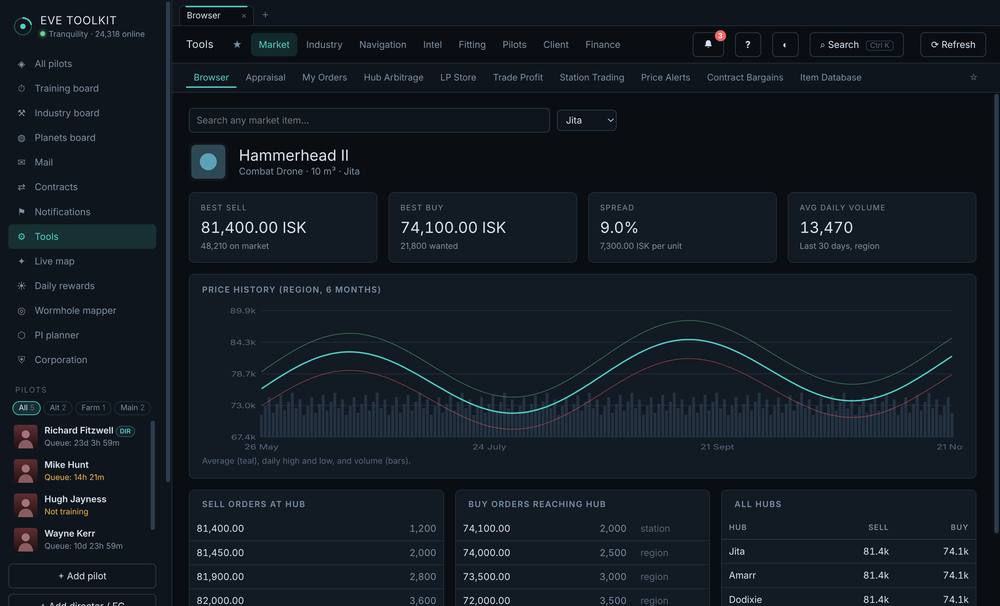 EVE TOOLKIT
Tranquility · 24,318 online
All pilots
Training board
Industry board
Planets board
Mail
Contracts
Notifications
Tools
Live map
Daily rewards
Wormhole mapper
PI planner
Corporation
PILOTS
All 5
Alt 2
Farm 1
Main 2
Richard Fitzwell DIR
Queue: 23d 3h 59m
Mike Hunt
Queue: 14h 21m
Hugh Jayness
Not training
Wayne Kerr
Queue: 10d 23h 59m
+ Add pilot
+ Add director / FC
Browser × +
Tools ★ Market Industry Navigation Intel Fitting Pilots Client Finance
3
?
Search Ctrl K
⟳ Refresh
Browser Appraisal My Orders Hub Arbitrage LP Store Trade Profit Station Trading Price Alerts Contract Bargains Item Database ☆
Search any market item...
Jita
Hammerhead II
Combat Drone · 10 m³ · Jita
BEST SELL
81,400.00 ISK
48,210 on market
BEST BUY
74,100.00 ISK
21,800 wanted
SPREAD
9.0%
7,300.00 ISK per unit
AVG DAILY VOLUME
13,470
Last 30 days, region
PRICE HISTORY (REGION, 6 MONTHS)
89.9k
84.3k
78.7k
73.0k
67.4k
26 May 24 July 21 Sept 21 No
Average (teal), daily high and low, and volume (bars).
SELL ORDERS AT HUB
81,400.00 1,200
81,450.00 2,000
81,900.00 2,800
82,000.00 3,600
BUY ORDERS REACHING HUB
74,100.00 2,000 station
74,000.00 2,500 region
73,500.00 3,000 region
72,000.00 3,500 region
ALL HUBS
HUB SELL BUY
Jita 81.4k 74.1k
Amarr 81.4k 74.1k
Dodixie 81.4k 74.1k